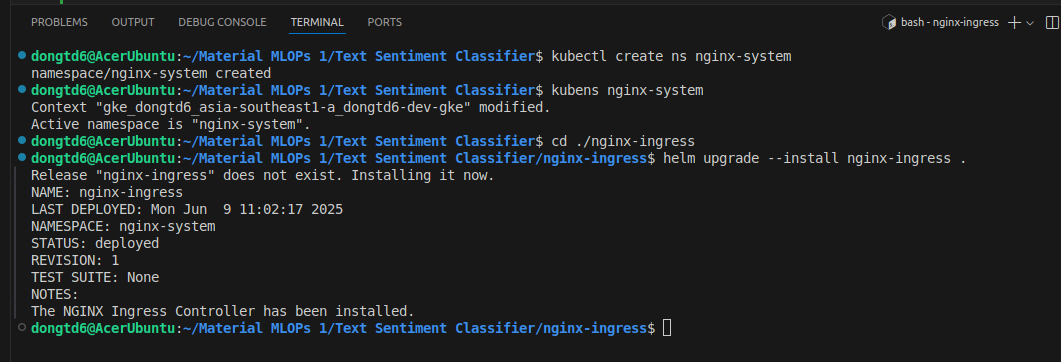 PROBLEMS OUTPUT DEBUG CONSOLE TERMINAL PORTS bash - nginx-ingress
dongtd6@AcerUbuntu:~/Material MLOPs 1/Text Sentiment Classifier$ kubectl create ns nginx-system
namespace/nginx-system created
dongtd6@AcerUbuntu:~/Material MLOPs 1/Text Sentiment Classifier$ kubens nginx-system
Context "gke_dongtd6_asia-southeast1-a_dongtd6-dev-gke" modified.
Active namespace is "nginx-system".
dongtd6@AcerUbuntu:~/Material MLOPs 1/Text Sentiment Classifier$ cd ./nginx-ingress
dongtd6@AcerUbuntu:~/Material MLOPs 1/Text Sentiment Classifier/nginx-ingress$ helm upgrade --install nginx-ingress .
Release "nginx-ingress" does not exist. Installing it now.
NAME: nginx-ingress
LAST DEPLOYED: Mon Jun  9 11:02:17 2025
NAMESPACE: nginx-system
STATUS: deployed
REVISION: 1
TEST SUITE: None
NOTES:
The NGINX Ingress Controller has been installed.
dongtd6@AcerUbuntu:~/Material MLOPs 1/Text Sentiment Classifier/nginx-ingress$